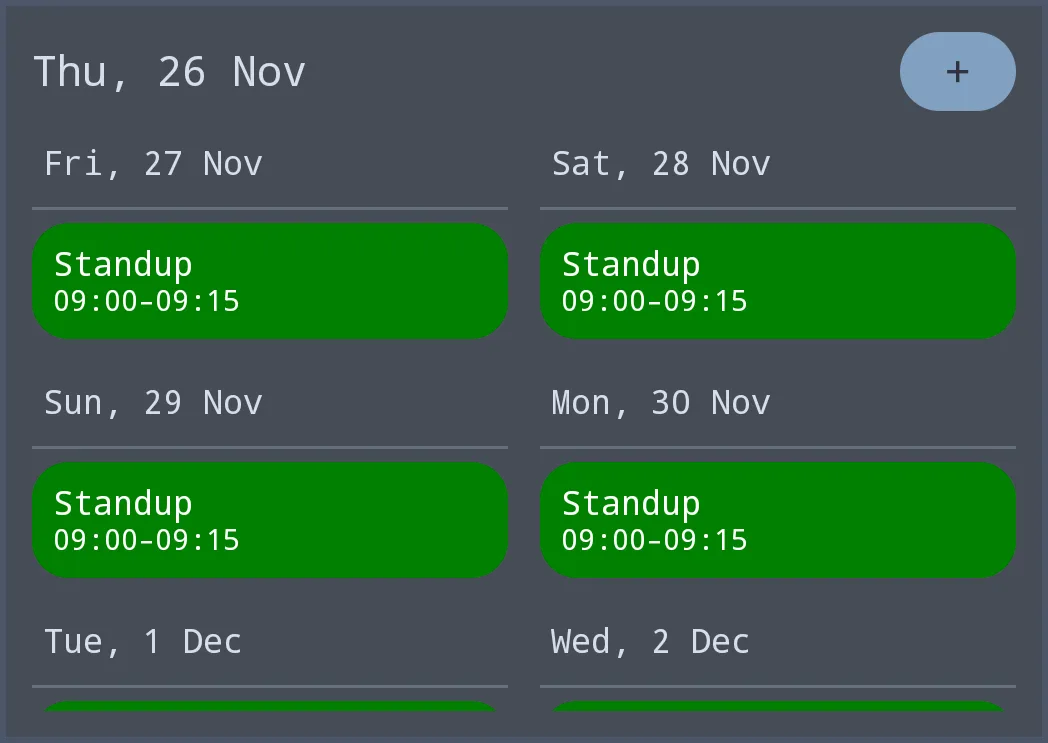 Thu, 26 Nov +
Fri, 27 Nov
Standup
09:00–09:15
Sat, 28 Nov
Standup
09:00–09:15
Sun, 29 Nov
Standup
09:00–09:15
Mon, 30 Nov
Standup
09:00–09:15
Tue, 1 Dec
Wed, 2 Dec